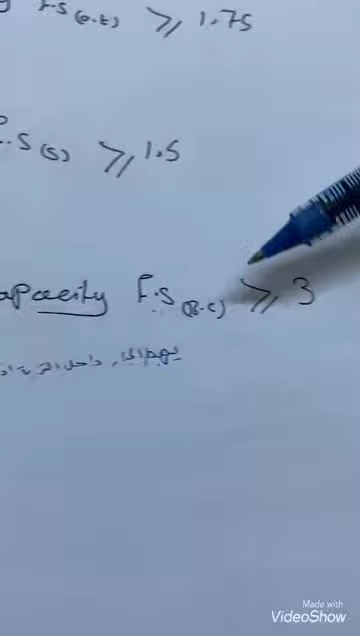 F.S (o.t) ⩾ 1.75
F.S (S) ⩾ 1.5
apacity F.S (B.C) ⩾ 3
Made with
VideoShow